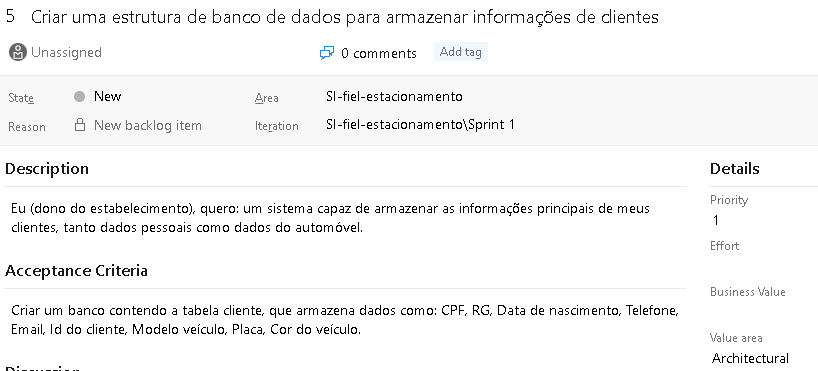 5 Criar uma estrutura de banco de dados para armazenar informações de clientes
Unassigned 0 comments Add tag
State New Area SI-fiel-estacionamento
Reason New backlog item Iteration SI-fiel-estacionamento\Sprint 1
Description
Details
Eu (dono do estabelecimento), quero: um sistema capaz de armazenar as informações principais de meus
clientes, tanto dados pessoais como dados do automóvel.
Priority
1
Effort
Acceptance Criteria
Business Value
Criar um banco contendo a tabela cliente, que armazena dados como: CPF, RG, Data de nascimento, Telefone,
Email, Id do cliente, Modelo veículo, Placa, Cor do veículo.
Value area
Architectural
Discussion